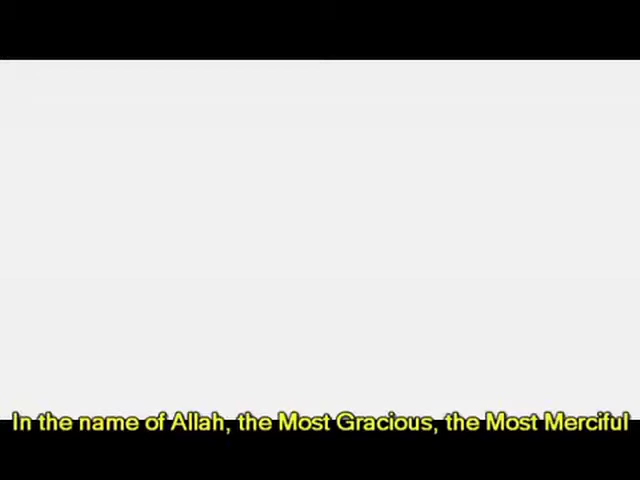 In the name of Allah, the Most Gracious, the Most Merciful